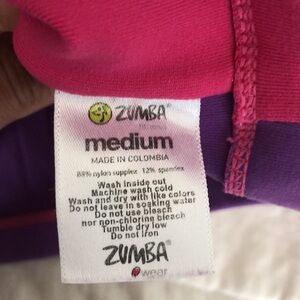 ZUMBA
fitness
medium
MADE IN COLOMBIA
88% nylon supplex 12% spandex
Wash inside out
Machine wash cold
Wash and dry with like colors
Do not leave in soaking water
Do not use bleach
nor non-chlorine bleach
Tumble dry low
Do not iron
ZUMBA
wear